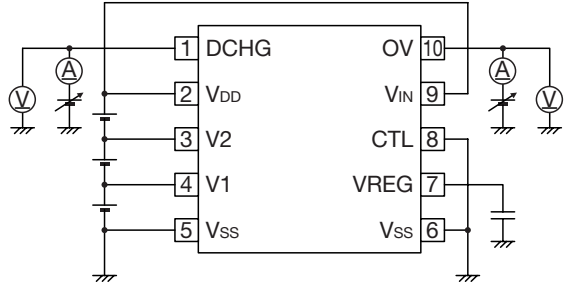 1 DCHG OV 10
A A
V 2 VDD VIN 9 V
3 V2 CTL 8
4 V1 VREG 7
5 VSS VSS 6